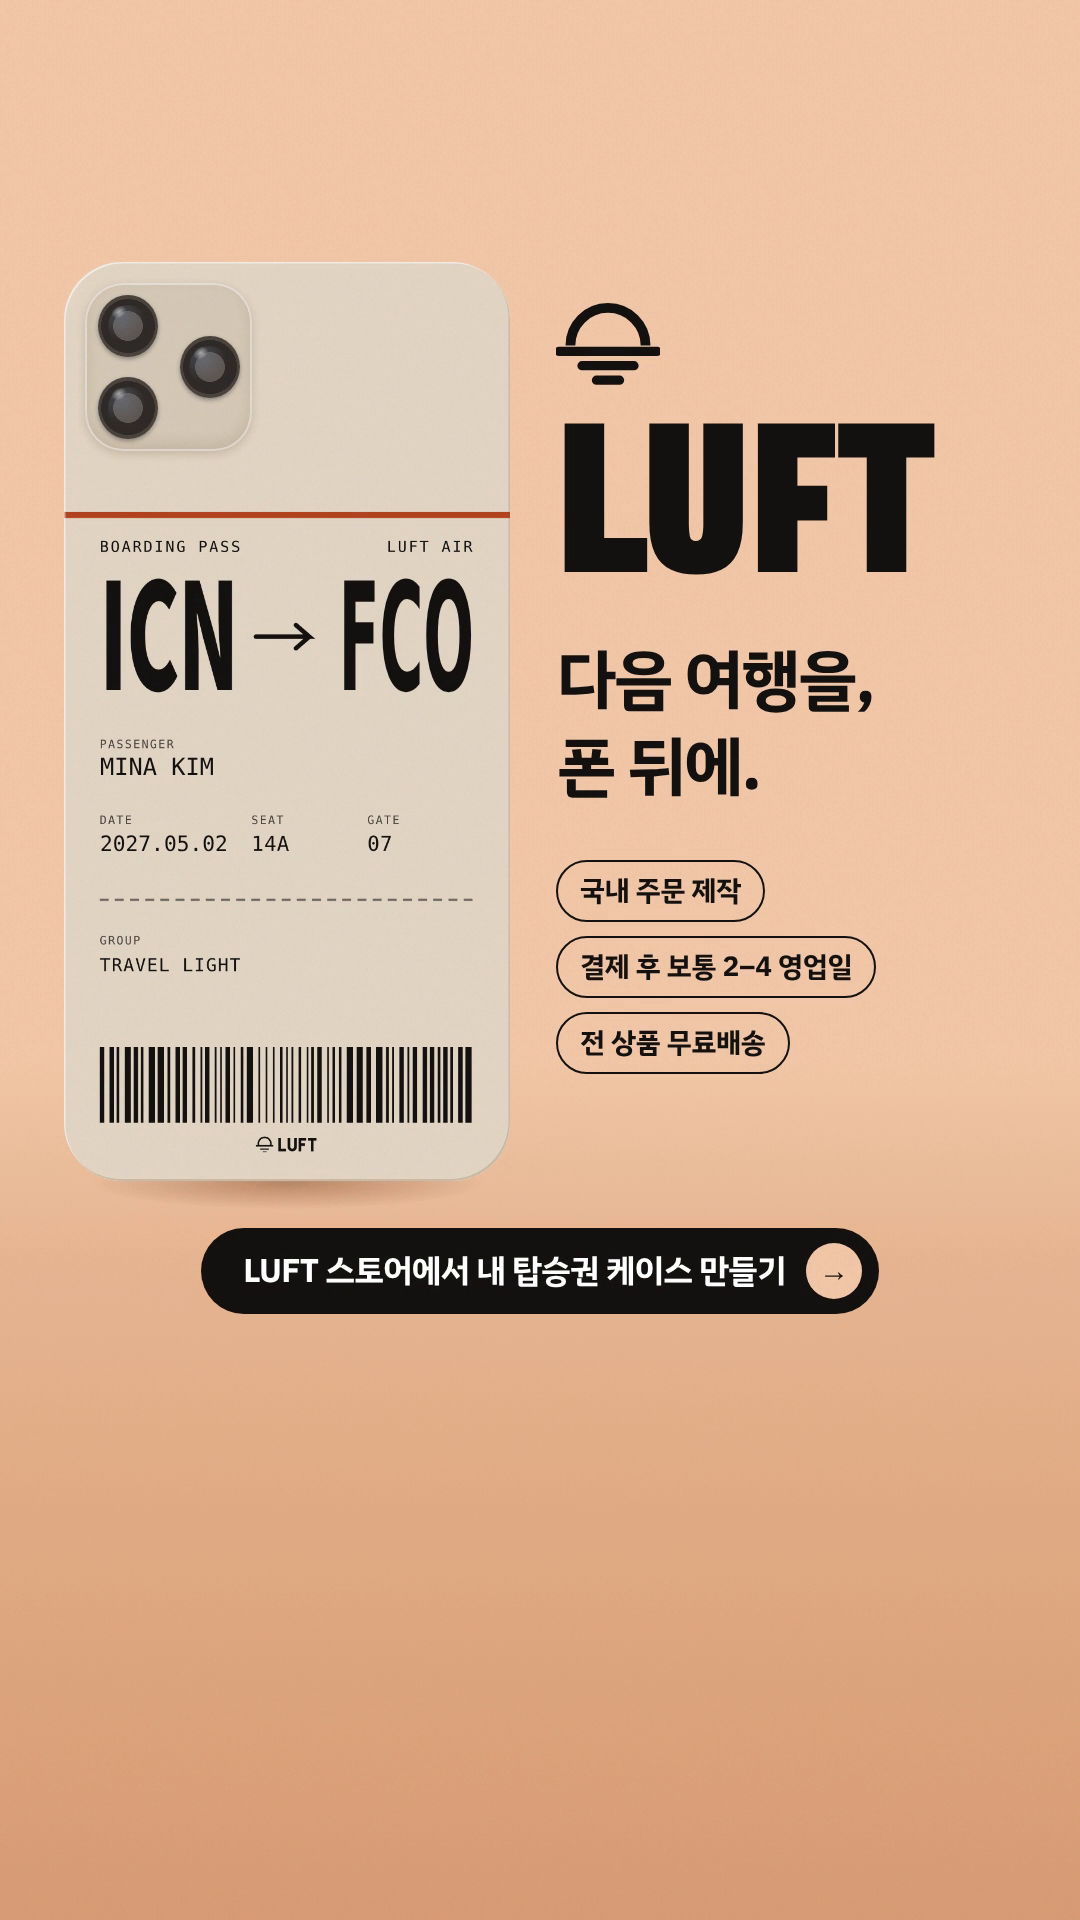 BOARDING PASS LUFT AIR
ICN → FCO
PASSENGER
MINA KIM
DATE SEAT GATE
2027.05.02 14A 07
GROUP
TRAVEL LIGHT
LUFT
LUFT
다음 여행을,
폰 뒤에.
국내 주문 제작
결제 후 보통 2–4 영업일
전 상품 무료배송
LUFT 스토어에서 내 탑승권 케이스 만들기 →